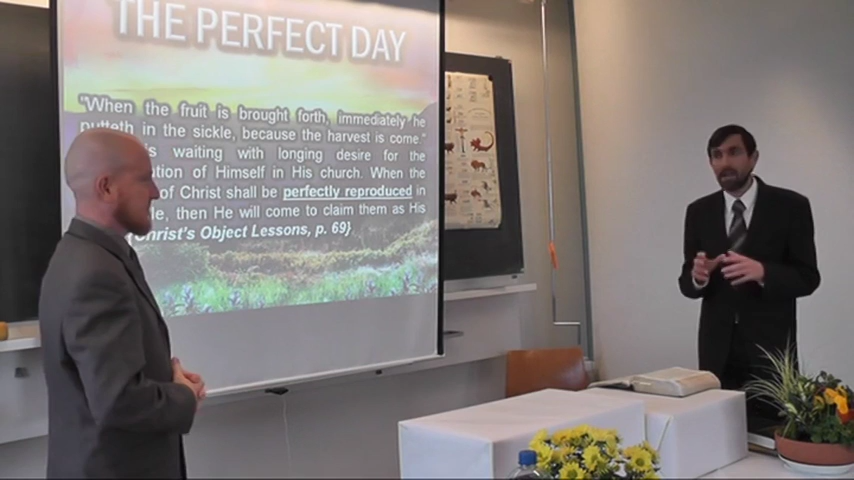 THE PERFECT DAY
"When the fruit is brought forth, immediately he
putteth in the sickle, because the harvest is come."
is waiting with longing desire for the
of Himself in His church. When the
of Christ shall be perfectly reproduced in
then He will come to claim them as His
Christ's Object Lessons, p. 69}